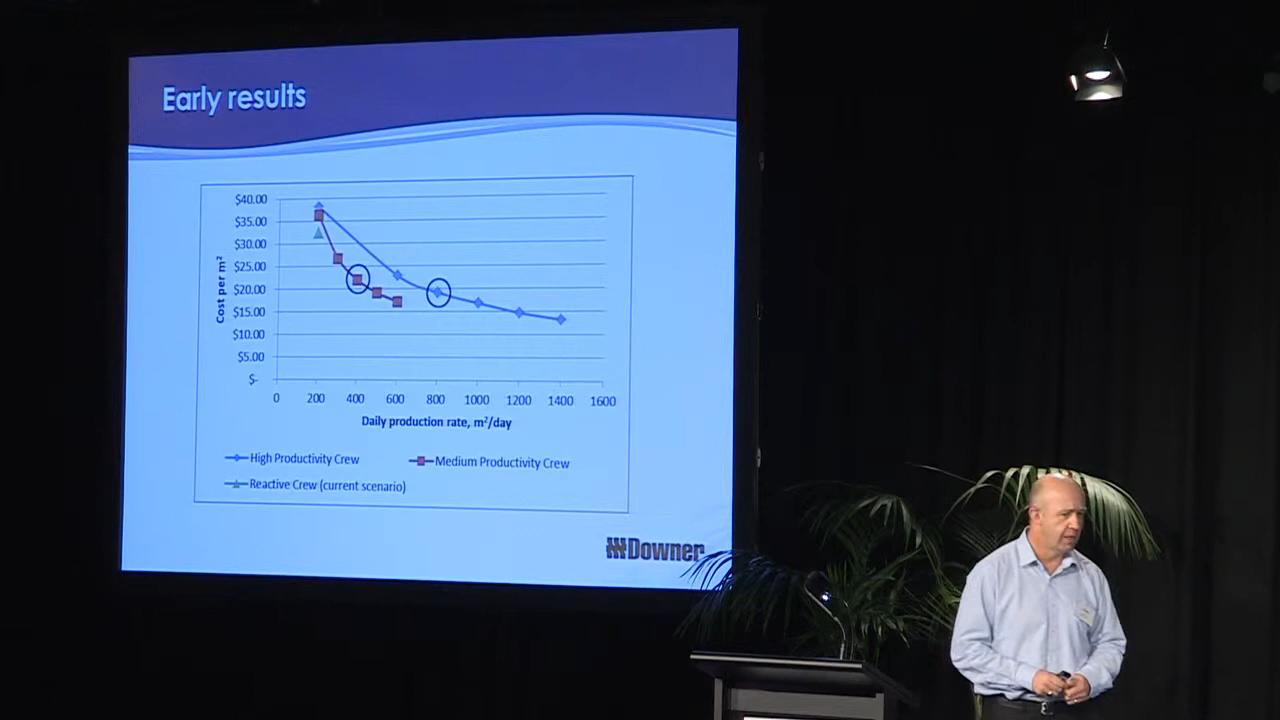 Early results
$40.00
$35.00
$30.00
$25.00
$20.00
$15.00
$10.00
$5.00
$-
Cost per m²
0 200 400 600 800 1000 1200 1400 1600
Daily production rate, m²/day
High Productivity Crew
Medium Productivity Crew
Reactive Crew (current scenario)
Downer